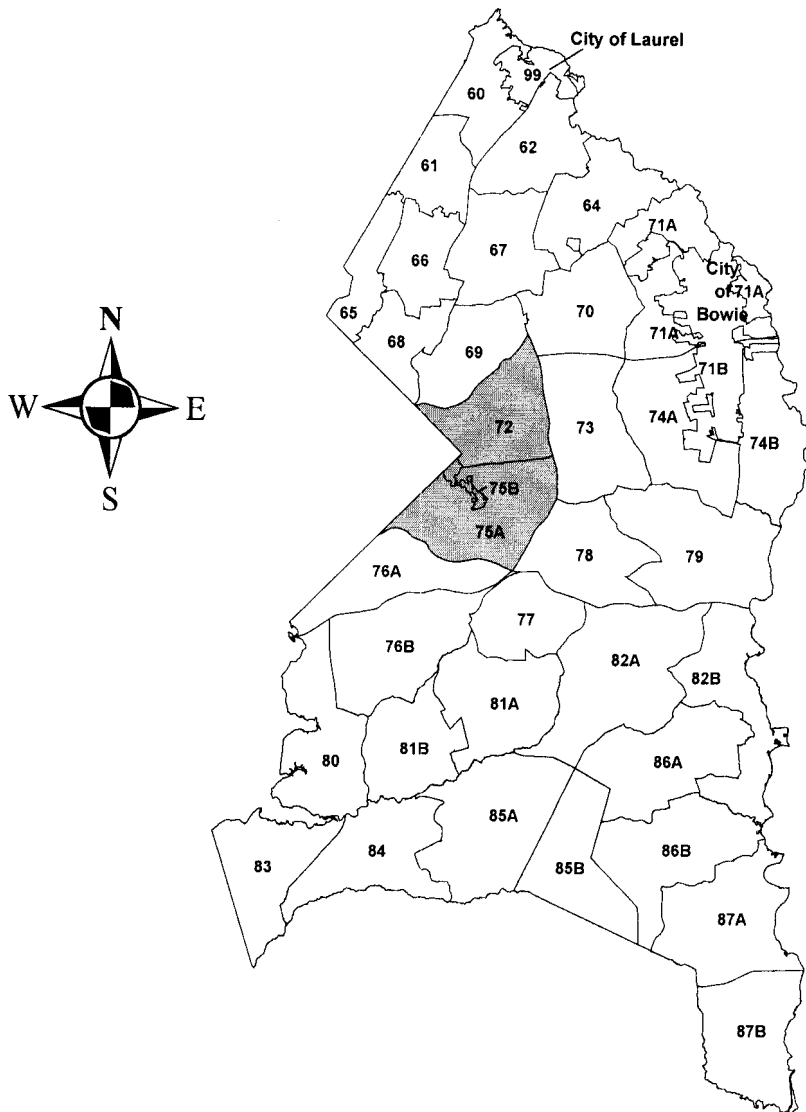 City of Laurel
99
60
62
61
64
71A
66
67
City
of 71A
Bowie
65
70
68
71A
69
71B
72
73
74A
74B
75B
75A
78
79
76A
77
76B
82A
82B
81A
81B
80
86A
85A
86B
84
83
85B
87A
87B
N
W
E
S